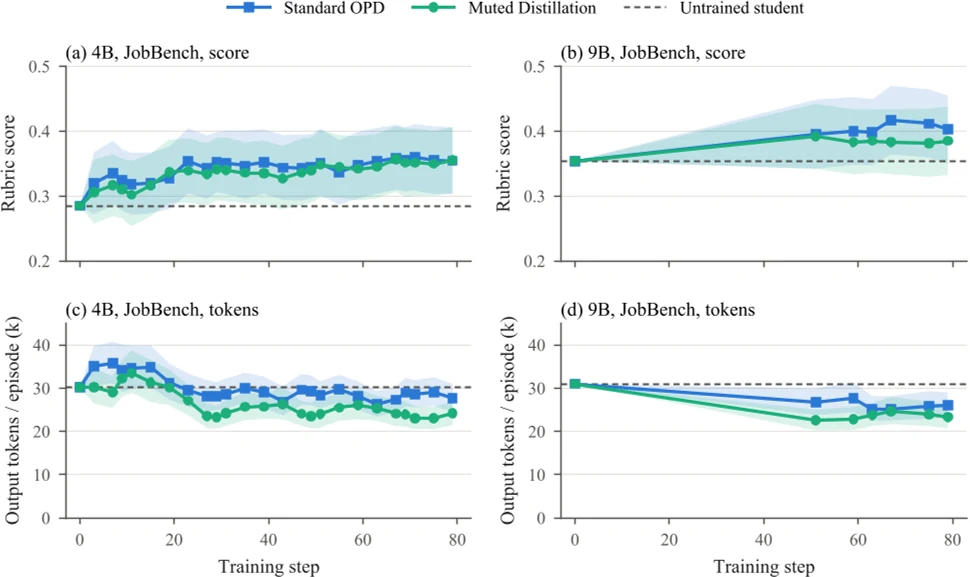 Standard OPD Muted Distillation Untrained student
(a) 4B, JobBench, score
Rubric score
0.5
0.4
0.3
0.2
(b) 9B, JobBench, score
Rubric score
0.5
0.4
0.3
0.2
(c) 4B, JobBench, tokens
Output tokens / episode (k)
40
30
20
10
0
0 20 40 60 80
Training step
(d) 9B, JobBench, tokens
Output tokens / episode (k)
40
30
20
10
0
0 20 40 60 80
Training step